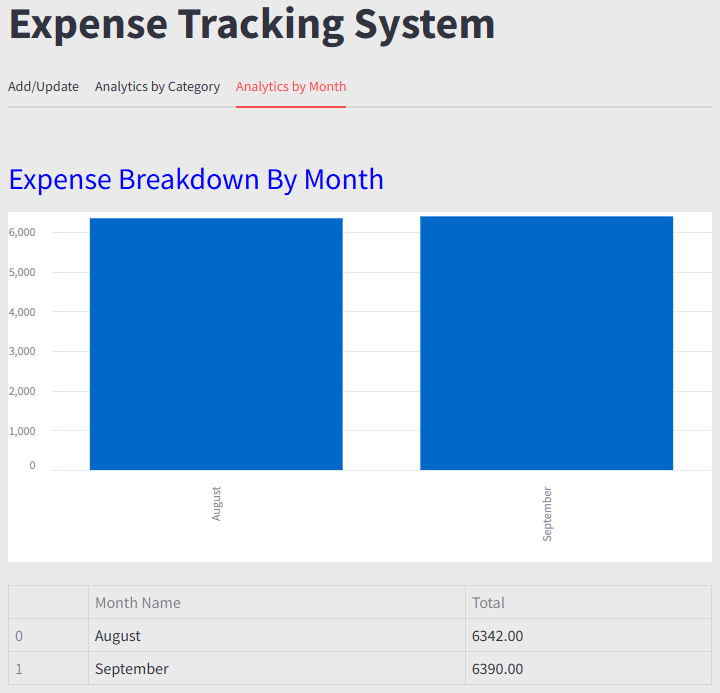 Expense Tracking System
Add/Update Analytics by Category Analytics by Month
Expense Breakdown By Month
6,000
5,000
4,000
3,000
2,000
1,000
0
August September
Month Name Total
0 August 6342.00
1 September 6390.00